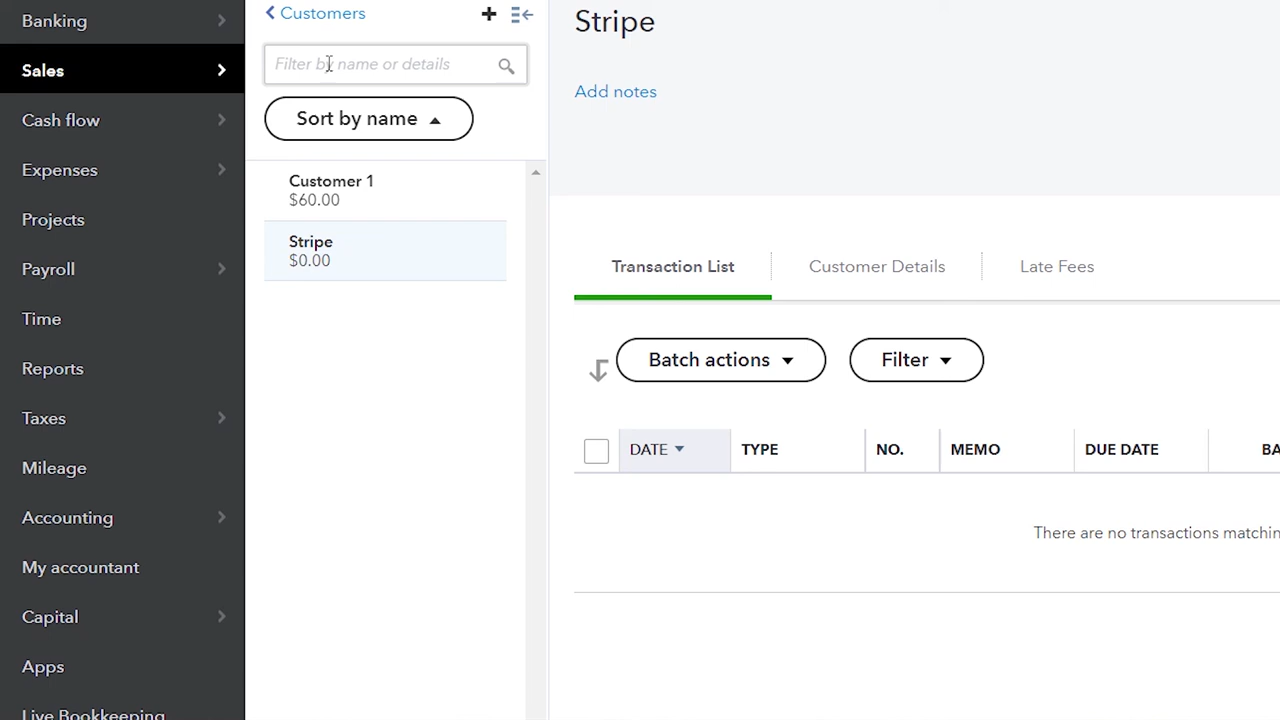 Banking
Sales
Cash flow
Expenses
Projects
Payroll
Time
Reports
Taxes
Mileage
Accounting
My accountant
Capital
Apps
Live Bookkeeping
Customers
Filter by name or details
Sort by name
Customer 1
$60.00
Stripe
$0.00
Stripe
Add notes
Transaction List Customer Details Late Fees
Batch actions Filter
DATE TYPE NO. MEMO DUE DATE BA
There are no transactions matchin